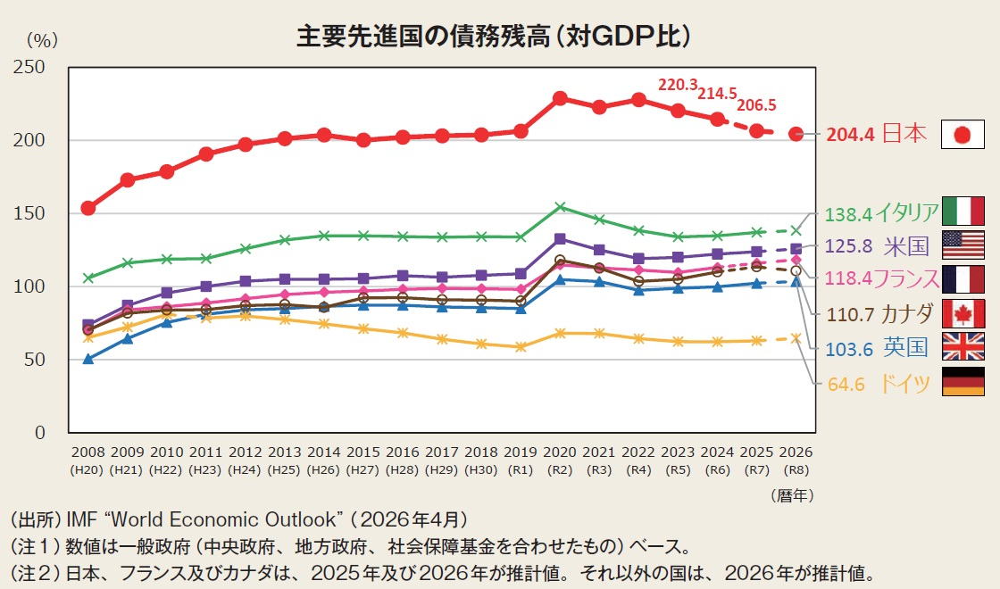 主要先進国の債務残高(対GDP比)
(%)
250
200
150
100
50
0
220.3
214.5
206.5
204.4 日本
138.4 イタリア
125.8 米国
118.4 フランス
110.7 カナダ
103.6 英国
64.6 ドイツ
2008 2009 2010 2011 2012 2013 2014 2015 2016 2017 2018 2019 2020 2021 2022 2023 2024 2025 2026
(H20) (H21) (H22) (H23) (H24) (H25) (H26) (H27) (H28) (H29) (H30) (R1) (R2) (R3) (R4) (R5) (R6) (R7) (R8)
(暦年)
(出所)IMF “World Economic Outlook”(2026年4月)
(注1)数値は一般政府(中央政府、地方政府、社会保障基金を合わせたもの)ベース。
(注2)日本、フランス及びカナダは、2025年及び2026年が推計値。それ以外の国は、2026年が推計値。